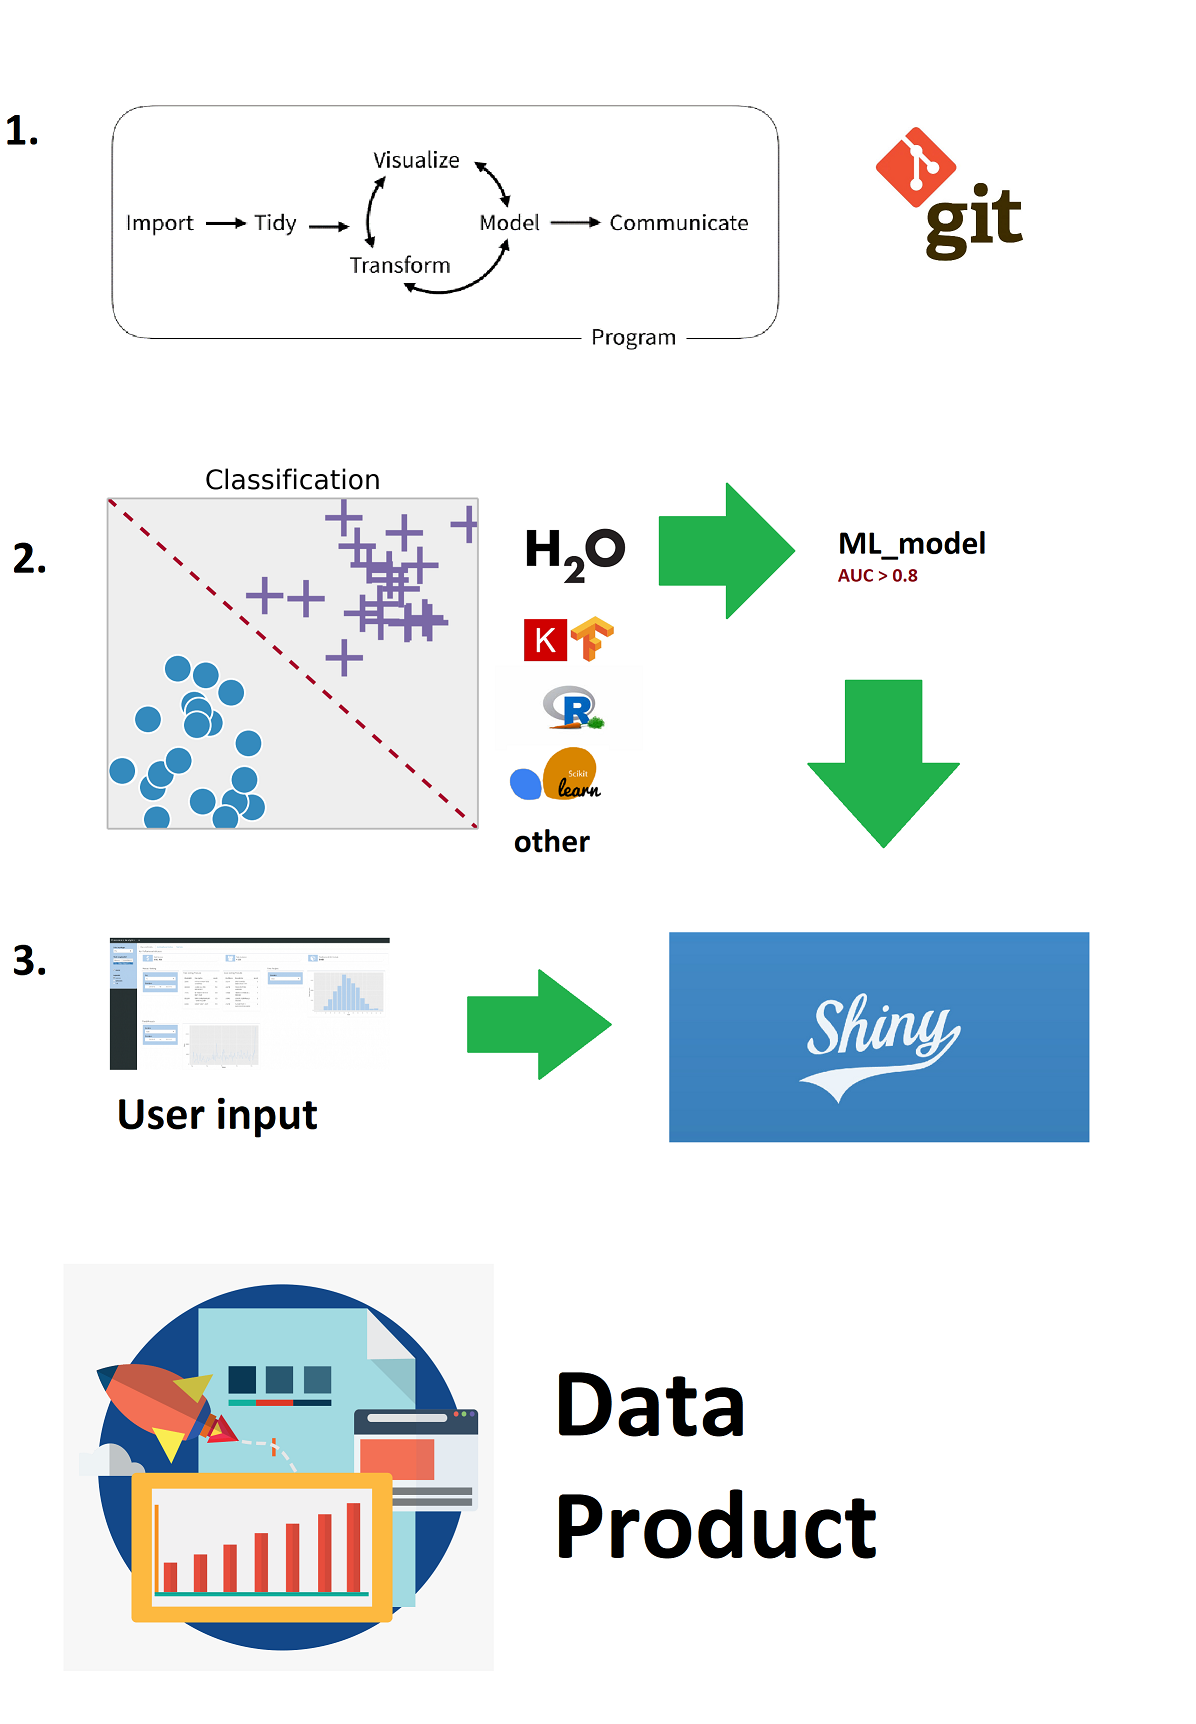 1.
Visualize
Import
Tidy
Model
Communicate
Transform
Program
git
Classification
2.
H2O
ML_model
AUC > 0.8
K
R
Scikit
learn
other
3.
Shiny
User input
Data
Product